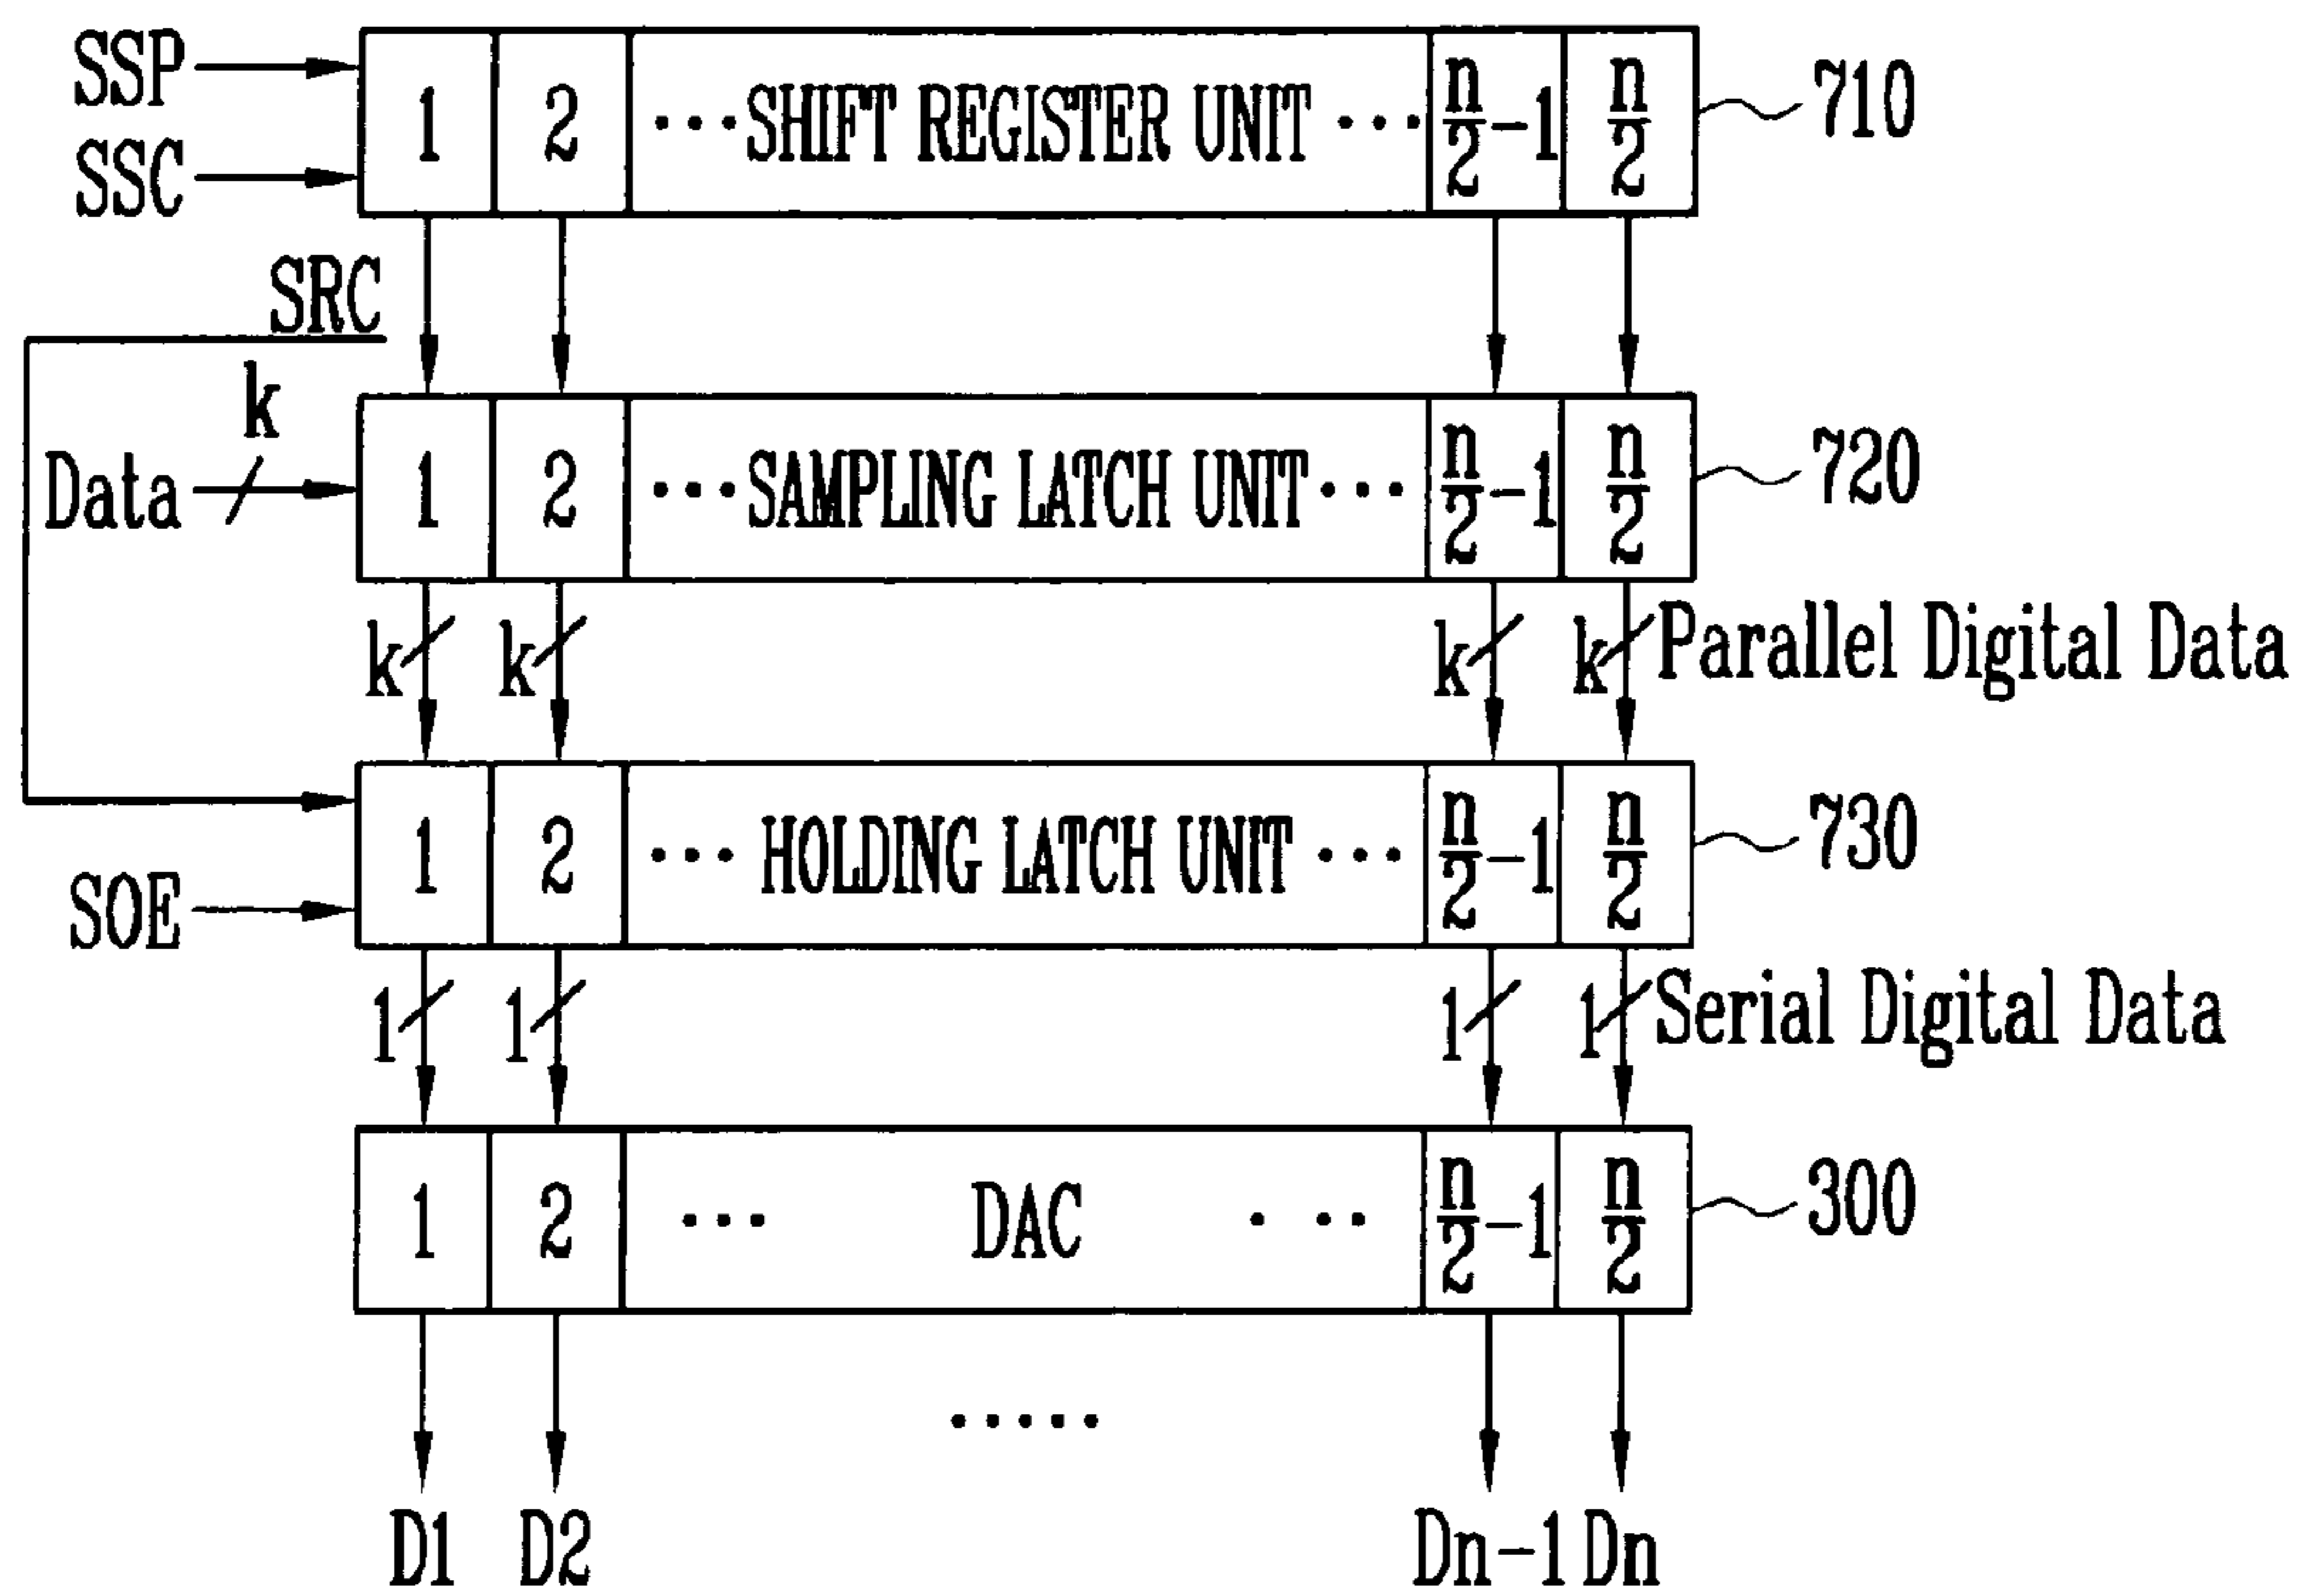 SSP
SSC
1 2 ··· SHIFT REGISTER UNIT ··· n/2-1 n/2
710
SRC
k
Data
1 2 ··· SAMPLING LATCH UNIT ··· n/2-1 n/2
720
k k k k Parallel Digital Data
1 2 ··· HOLDING LATCH UNIT ··· n/2-1 n/2
730
SOE
1 1 1 1 Serial Digital Data
1 2 ··· DAC · ·· n/2-1 n/2
300
·····
D1 D2 Dn-1 Dn